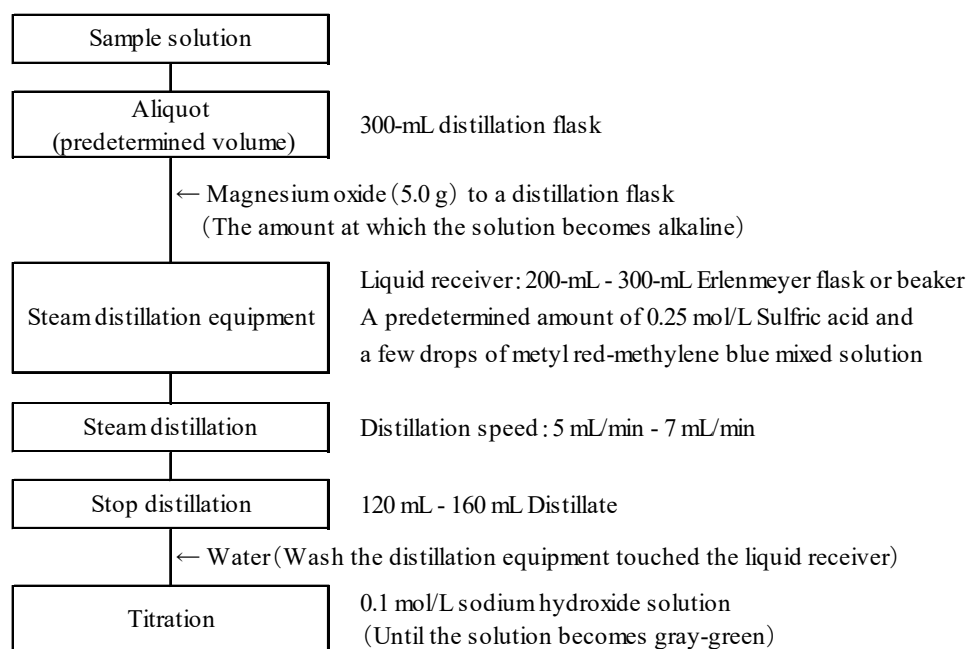 Sample solution
Aliquot
(predetermined volume)
300-mL distillation flask
← Magnesium oxide (5.0 g) to a distillation flask
(The amount at which the solution becomes alkaline)
Steam distillation equipment
Liquid receiver: 200-mL - 300-mL Erlenmeyer flask or beaker
A predetermined amount of 0.25 mol/L Sulfric acid and
a few drops of metyl red-methylene blue mixed solution
Steam distillation
Distillation speed: 5 mL/min - 7 mL/min
Stop distillation
120 mL - 160 mL Distillate
← Water (Wash the distillation equipment touched the liquid receiver)
Titration
0.1 mol/L sodium hydroxide solution
(Until the solution becomes gray-green)